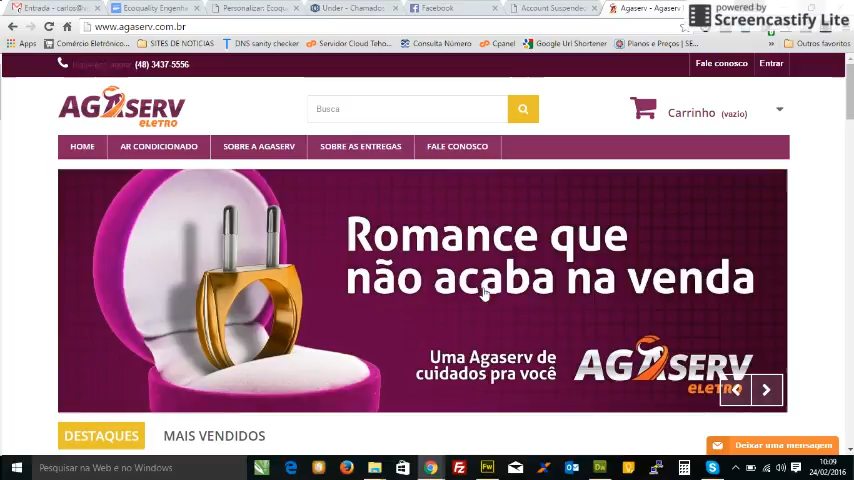 Entrada - carlos@
Ecoquality Engenhe
Personalizar: Ecoqu
Under - Chamados
Facebook
Account Suspende
Agaserv - Agaserv
powered by
Screencastify Lite
www.agaserv.com.br
Apps
Comércio Eletrônico...
SITES DE NOTICIAS
DNS sanity checker
Servidor Cloud Teho...
Consulta Número
Cpanel
Google Url Shortener
Planos e Preços | SE...
»
Outros favoritos
(48) 3437-5556
Fale conosco
Entrar
AGASERV
eletro
Busca
Carrinho (vazio)
HOME
AR CONDICIONADO
SOBRE A AGASERV
SOBRE AS ENTREGAS
FALE CONOSCO
Romance que
não acaba na venda
Uma Agaserv de
cuidados pra você
AGASERV
eletro
DESTAQUES
MAIS VENDIDOS
Deixar uma mensagem
Pesquisar na Web e no Windows
10:09
24/02/2016